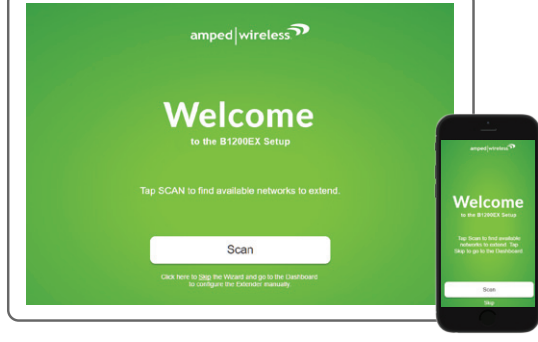 amped|wireless
Welcome
to the B1200EX Setup
Tap SCAN to find available networks to extend.
Scan
Click here to Skip the Wizard and go to the Dashboard
to configure the Extender manually.
amped|wireless
Welcome
to the B1200EX Setup
Tap Scan to find available
networks to extend. Tap
Skip to go to the Dashboard
Scan
Skip